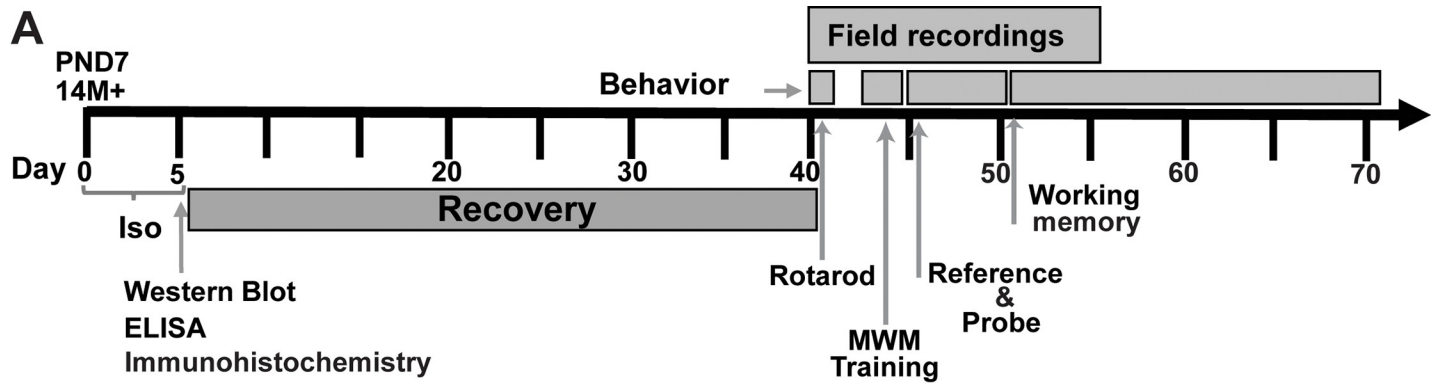 A
PND7
14M+
Field recordings
Behavior
Day 0 5 20 30 40 50 60 70
Iso
Recovery
Working
memory
Rotarod
Reference
&
Probe
Western Blot
ELISA
Immunohistochemistry
MWM
Training